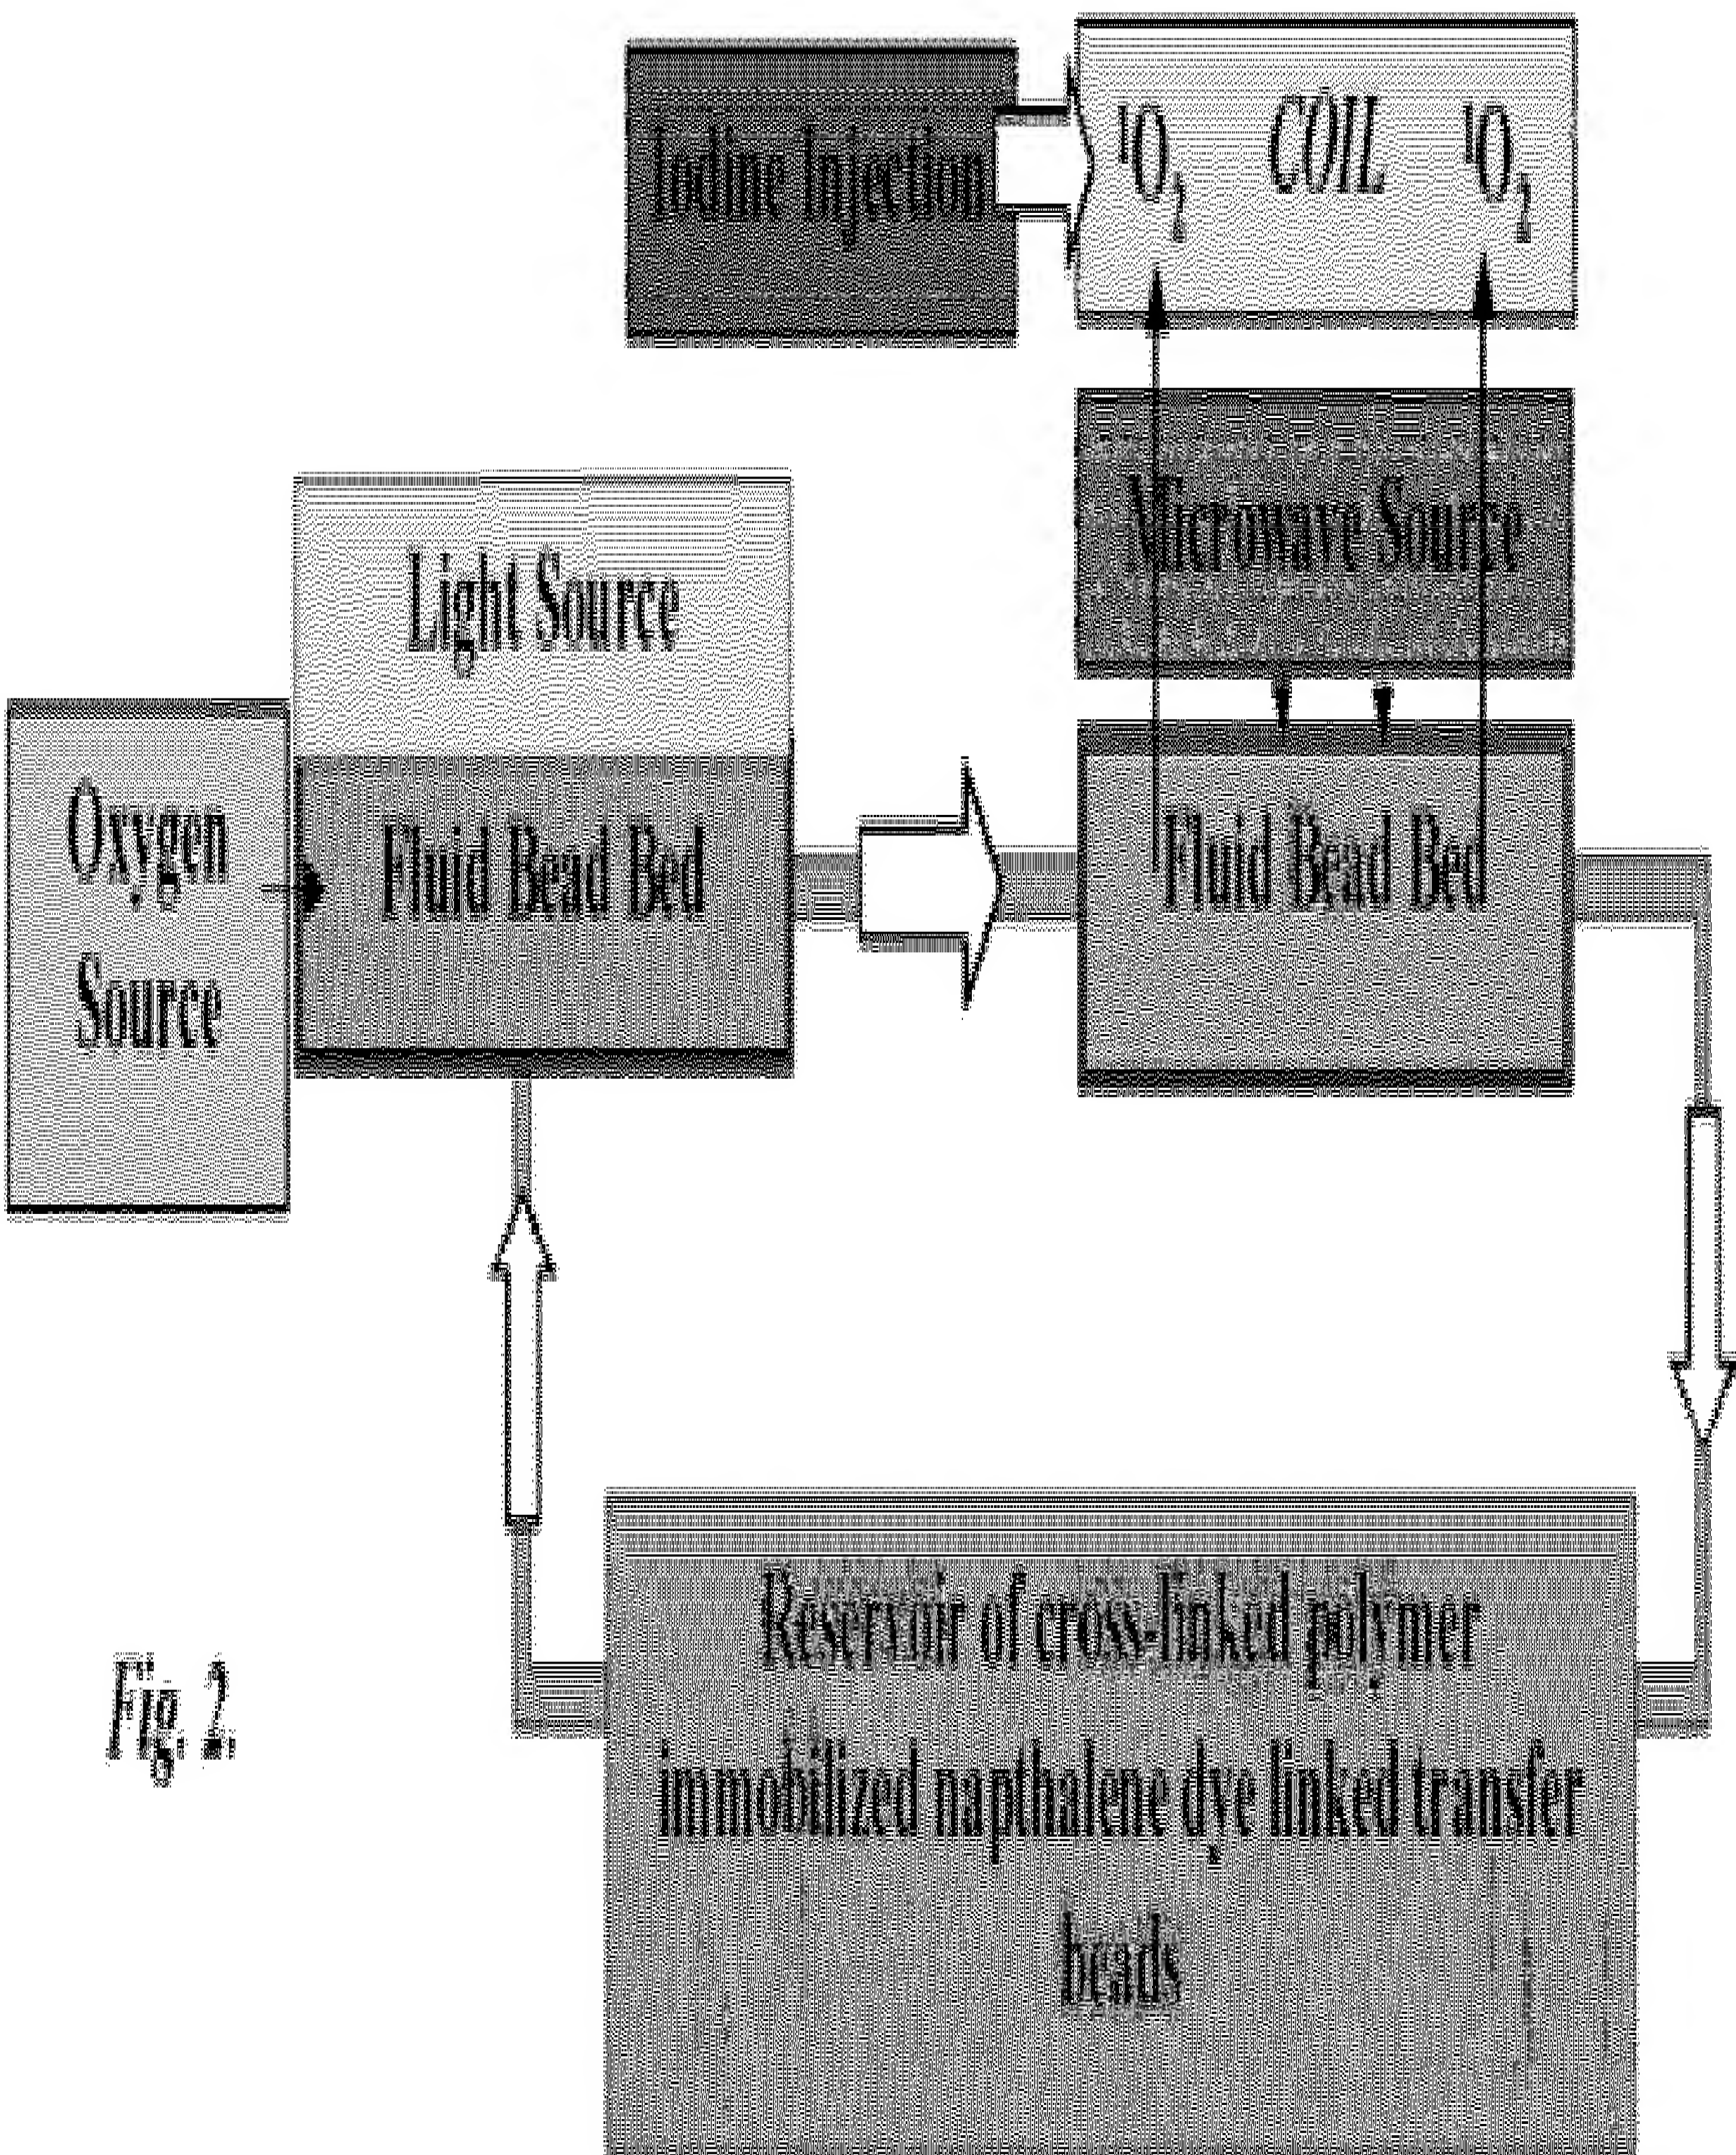 Iodine Injection
¹O₂ COIL ¹O₂
Microwave Source
Light Source
Oxygen
Source
Fluid Bead Bed
Fluid Bead Bed
Reservoir of cross-linked polymer
immobilized napthalene dye linked transfer
beads
Fig. 2.